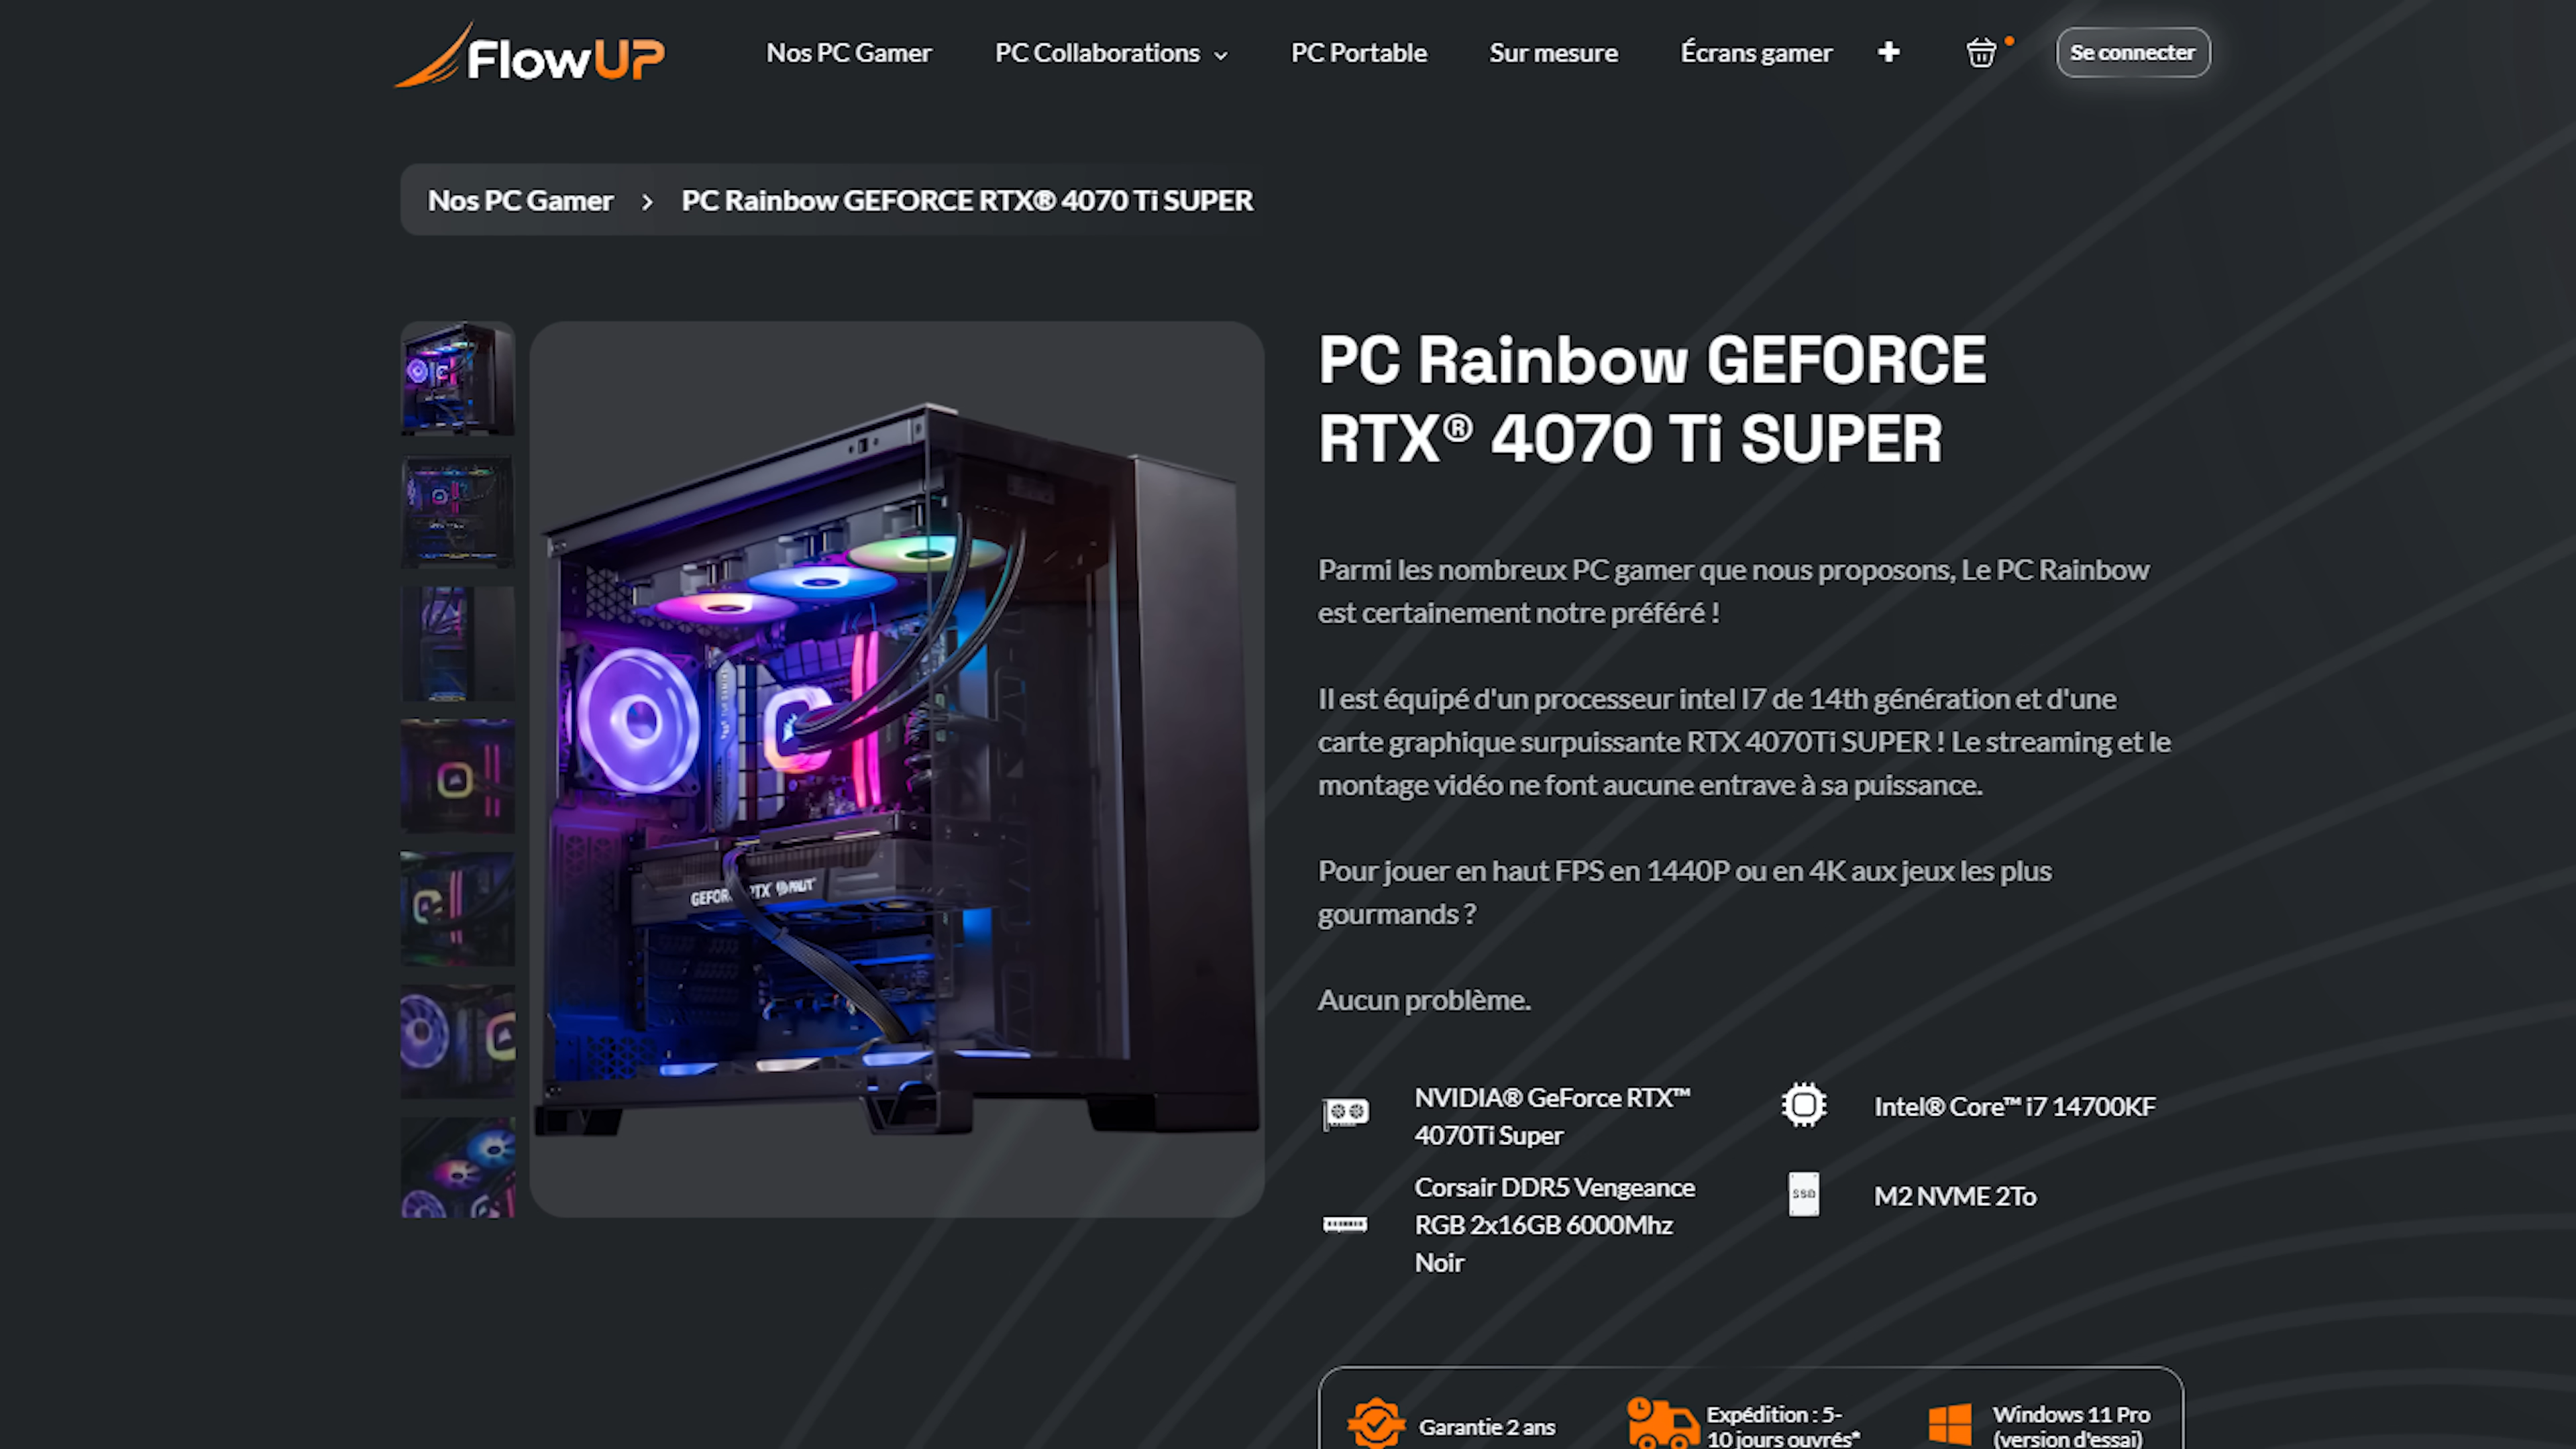 FlowUP
Nos PC Gamer
PC Collaborations
PC Portable
Sur mesure
Écrans gamer
Se connecter
Nos PC Gamer > PC Rainbow GEFORCE RTX® 4070 Ti SUPER
PC Rainbow GEFORCE
RTX® 4070 Ti SUPER
Parmi les nombreux PC gamer que nous proposons, Le PC Rainbow
est certainement notre préféré !
Il est équipé d'un processeur intel I7 de 14th génération et d'une
carte graphique surpuissante RTX 4070Ti SUPER ! Le streaming et le
montage vidéo ne font aucune entrave à sa puissance.
Pour jouer en haut FPS en 1440P ou en 4K aux jeux les plus
gourmands ?
Aucun problème.
NVIDIA® GeForce RTX™
4070Ti Super
Intel® Core™ i7 14700KF
Corsair DDR5 Vengeance
RGB 2x16GB 6000Mhz
Noir
SSD
M2 NVME 2To
Garantie 2 ans
Expédition : 5-
10 jours ouvrés*
Windows 11 Pro
(version d'essai)